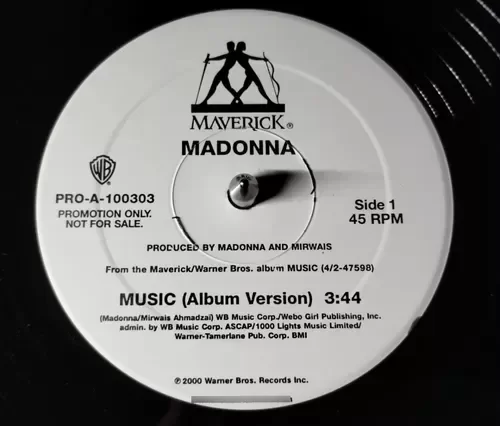 MAVERICK®
MADONNA
WB
PRO-A-100303
PROMOTION ONLY.
NOT FOR SALE.
Side 1
45 RPM
PRODUCED BY MADONNA AND MIRWAIS
From the Maverick/Warner Bros. album MUSIC (4/2-47598)
MUSIC (Album Version) 3:44
(Madonna/Mirwais Ahmadzai) WB Music Corp./Webo Girl Publishing, Inc.
admin. by WB Music Corp. ASCAP/1000 Lights Music Limited/
Warner-Tamerlane Pub. Corp. BMI
℗2000 Warner Bros. Records Inc.